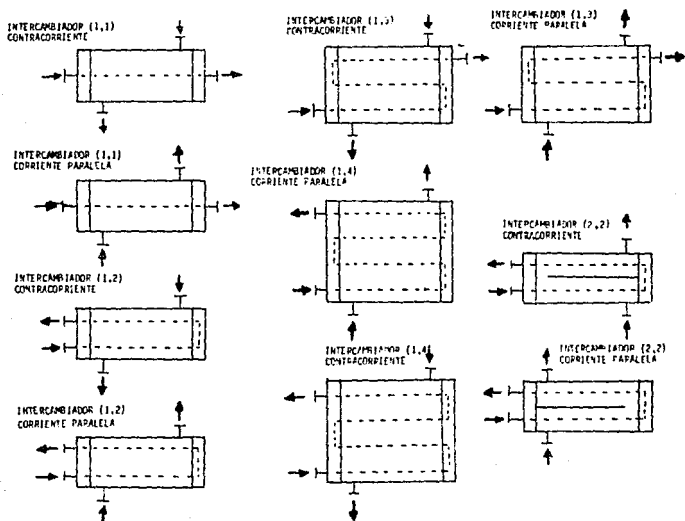 INTERCAMBIADOR (1,1)
CONTRACORRIENTE
INTERCAMBIADOR (1,1)
CORRIENTE PARALELA
INTERCAMBIADOR (1,2)
CONTRACORRIENTE
INTERCAMBIADOR (1,2)
CORRIENTE PARALELA
INTERCAMBIADOR (1,3)
CONTRACORRIENTE
INTERCAMBIADOR (1,4)
CORRIENTE PARALELA
INTERCAMBIADOR (1,4)
CONTRACORRIENTE
INTERCAMBIADOR (1,3)
CORRIENTE PARALELA
INTERCAMBIADOR (2,2)
CONTRACORRIENTE
INTERCAMBIADOR (2,2)
CORRIENTE PARALELA